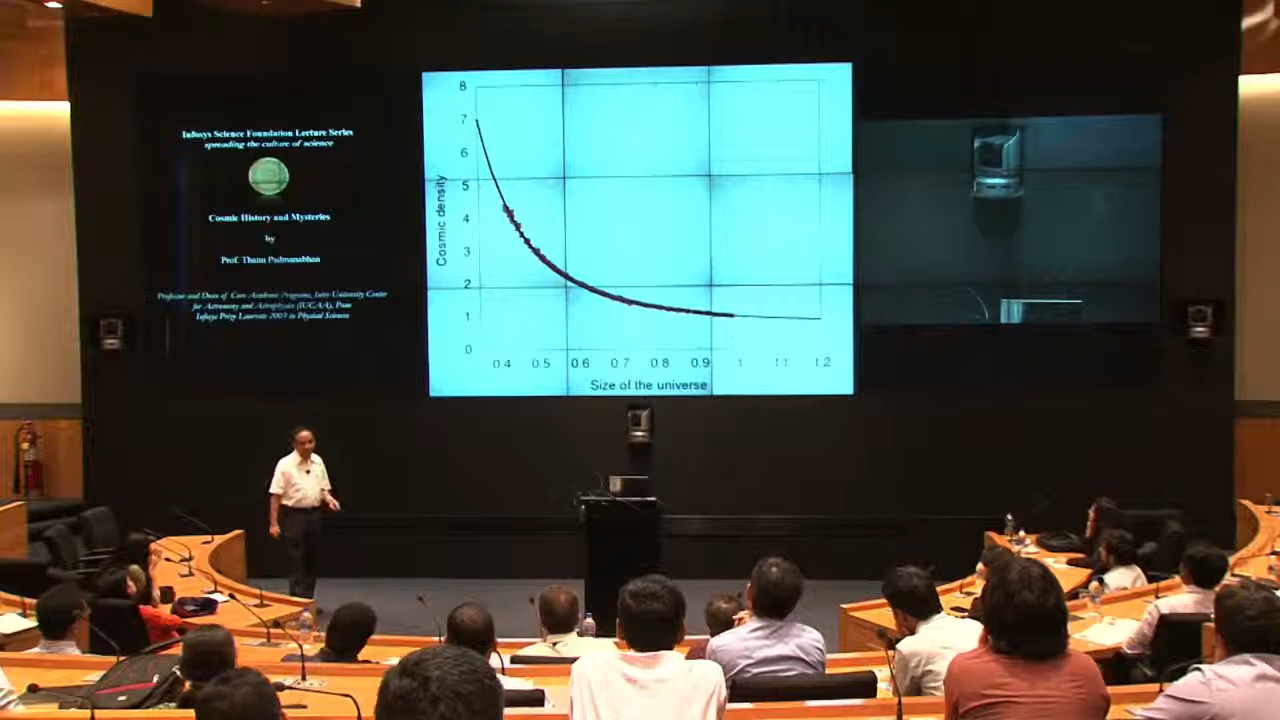 Infosys Science Foundation Lecture Series
spreading the culture of science
Cosmic History and Mysteries
by
Prof. Thanu Padmanabhan
Professor and Dean of Core Academic Programs, Inter-University Center
for Astronomy and Astrophysics (IUCAA), Pune
Infosys Prize Laureate 2009 in Physical Sciences
8
7
6
5
4
3
2
1
0
Cosmic density
0.4 0.5 0.6 0.7 0.8 0.9 1 1.1 1.2
Size of the universe